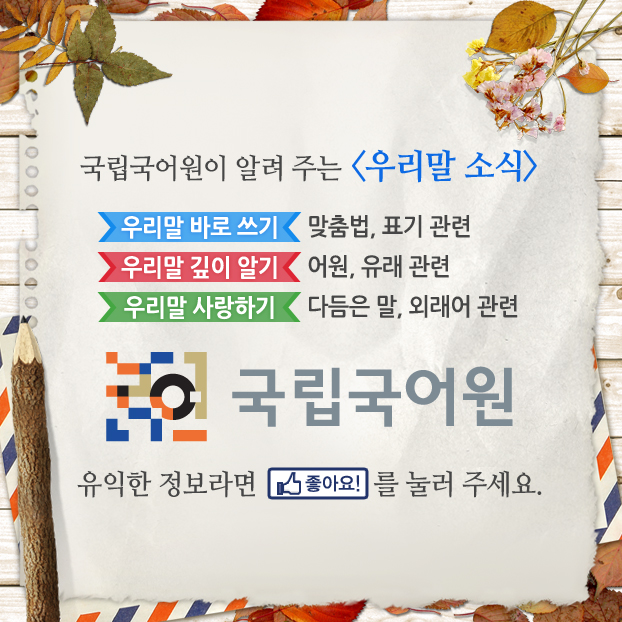 국립국어원이 알려 주는 〈우리말 소식〉
우리말 바로 쓰기 맞춤법, 표기 관련
우리말 깊이 알기 어원, 유래 관련
우리말 사랑하기 다듬은 말, 외래어 관련
국립국어원
유익한 정보라면 좋아요! 를 눌러 주세요.